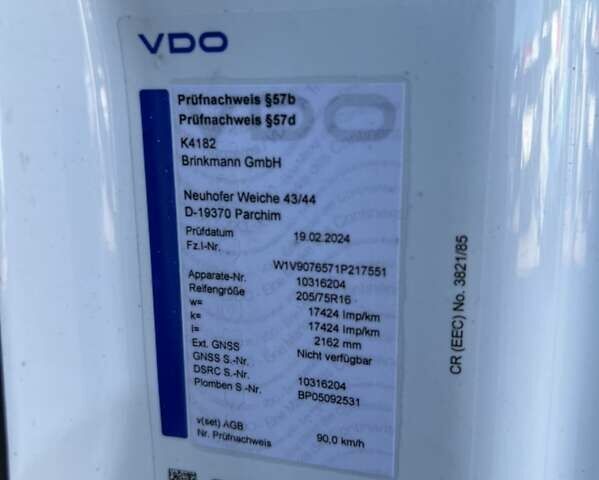 VDO
Prüfnachweis §57b
Prüfnachweis §57d
K4182
Brinkmann GmbH
Neuhofer Weiche 43/44
D-19370 Parchim
Prüfdatum 19.02.2024
Fz.I-Nr.
W1V9076571P217551
Apparate-Nr. 10316204
Reifengröße 205/75R16
w= 17424 Imp/km
k= 17424 Imp/km
l= 2162 mm
Ext. GNSS Nicht verfügbar
GNSS S.-Nr.
DSRC S.-Nr. 10316204
Plomben S.-Nr. BP05092531
v(set) AGB 90,0 km/h
Nr. Prüfnachweis
CR (EEC) No. 3821/85